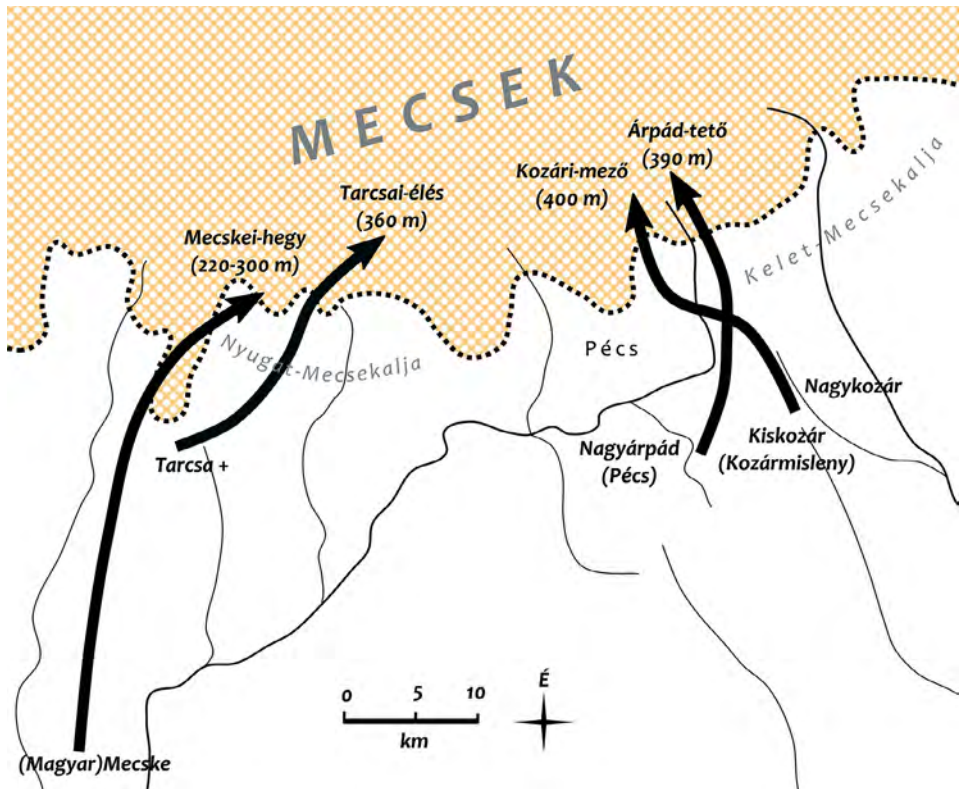 MECSEK
Árpád-tető
(390 m)
Kozári-mező
(400 m)
Tarcsai-élés
(360 m)
Mecskei-hegy
(220-300 m)
Kelet-Mecsekalja
Nyugat-Mecsekalja
Pécs
Nagykozár
Kiskozár
(Kozármisleny)
Nagyárpád
(Pécs)
Tarcsa +
(Magyar)Mecske
0 5 10
km
É